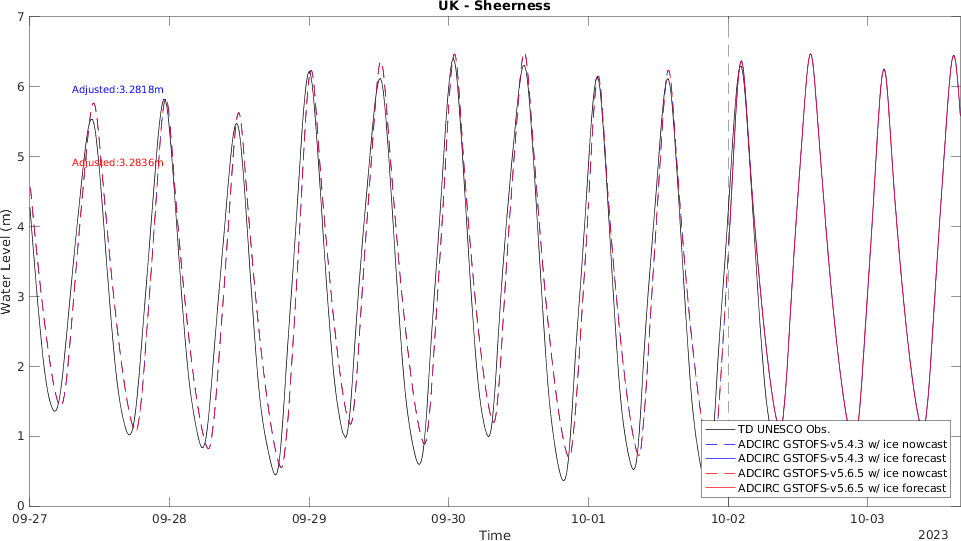 UK - Sheerness
7
6
5
4
3
2
1
0
Water Level (m)
Adjusted:3.2818m
Adjusted:3.2836m
TD UNESCO Obs.
ADCIRC GSTOFS-v5.4.3 w/ ice nowcast
ADCIRC GSTOFS-v5.4.3 w/ ice forecast
ADCIRC GSTOFS-v5.6.5 w/ ice nowcast
ADCIRC GSTOFS-v5.6.5 w/ ice forecast
09-27 09-28 09-29 09-30 10-01 10-02 10-03
Time
2023